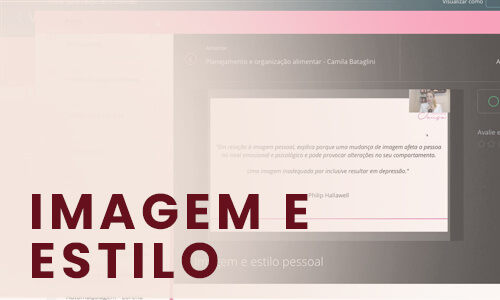 Visualizar como
Planejamento e organização alimentar - Camila Bataglini
"Em relação à imagem pessoal, explica porque uma mudança de imagem afeta a pessoa
no nível emocional e psicológico e pode provocar alterações no seu comportamento.
Uma imagem inadequada por inclusive resultar em depressão."
Philip Hallawell
IMAGEM E
ESTILO
em e estilo pessoal
Avalie e